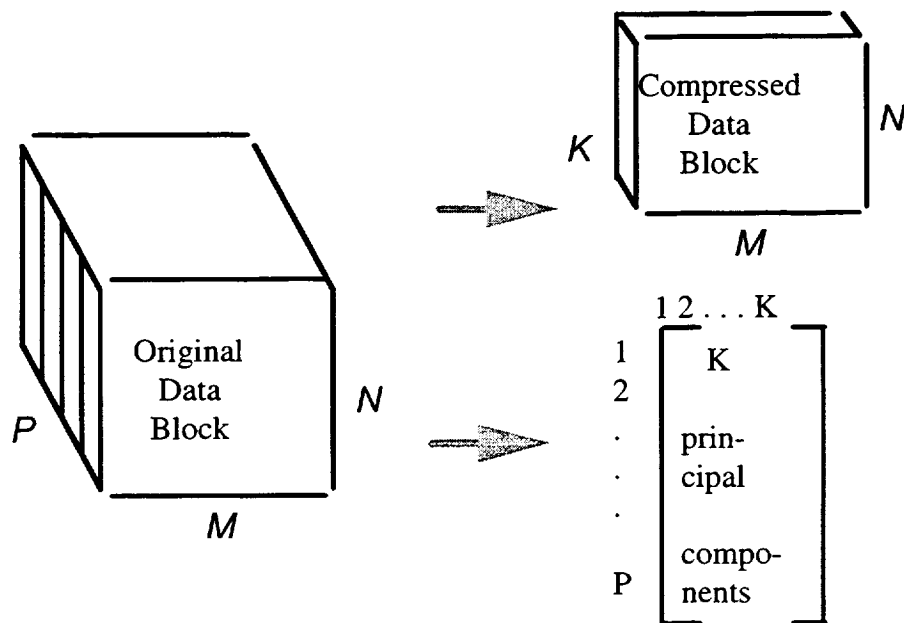 Compressed
Data
Block
K
N
M
Original
Data
Block
P
N
M
1 2 . . . K
1
2
.
.
.
P
K
prin-
cipal
compo-
nents